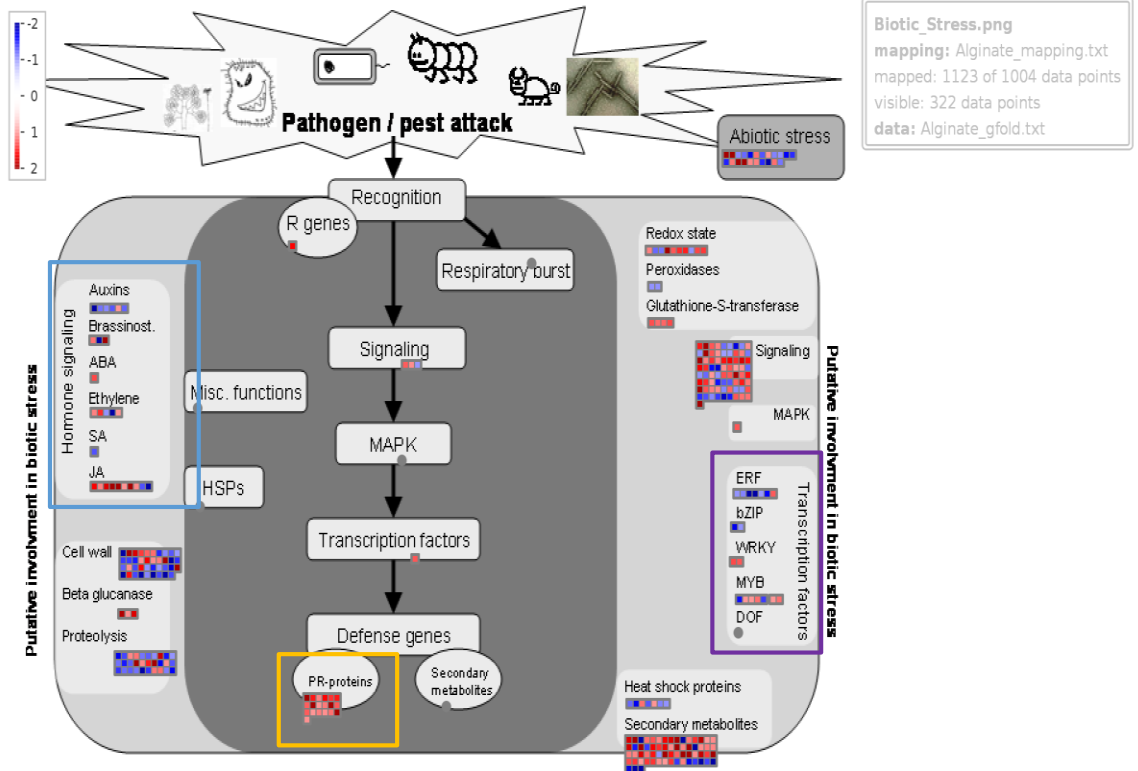 -2
-1
0
1
2
Biotic_Stress.png
mapping: Alginate_mapping.txt
mapped: 1123 of 1004 data points
visible: 322 data points
data: Alginate_gfold.txt
Pathogen / pest attack
Abiotic stress
Recognition
R genes
Respiratory burst
Redox state
Peroxidases
Glutathione-S-transferase
Auxins
Brassinost.
ABA
Ethylene
SA
JA
Hormone signaling
Putative involvment in biotic stress
Signaling
Misc. functions
MAPK
HSPs
Transcription factors
Defense genes
PR-proteins
Secondary
metabolites
Cell wall
Beta glucanase
Proteolysis
Signaling
MAPK
ERF
bZIP
WRKY
MYB
DOF
Transcription factors
Putative involvment in biotic stress
Heat shock proteins
Secondary metabolites